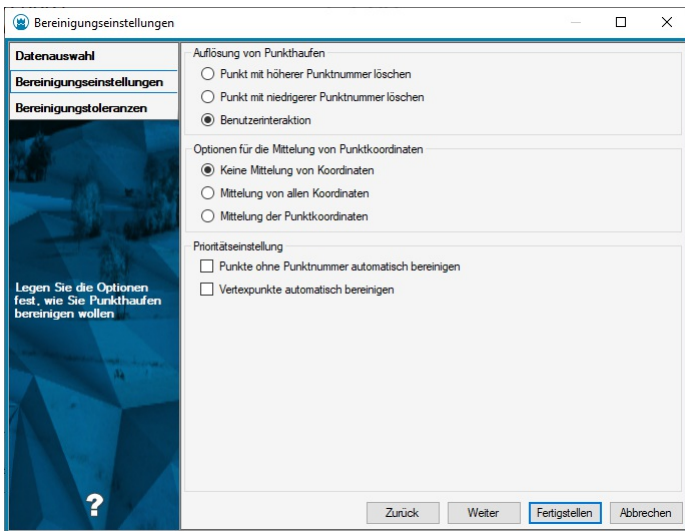 Bereinigungseinstellungen
Datenauswahl
Bereinigungseinstellungen
Bereinigungstoleranzen
Legen Sie die Optionen
fest, wie Sie Punkthaufen
bereinigen wollen
?
Auflösung von Punkthaufen
Punkt mit höherer Punktnummer löschen
Punkt mit niedrigerer Punktnummer löschen
Benutzerinteraktion
Optionen für die Mittelung von Punktkoordinaten
Keine Mittelung von Koordinaten
Mittelung von allen Koordinaten
Mittelung der Punktkoordinaten
Prioritätseinstellung
Punkte ohne Punktnummer automatisch bereinigen
Vertexpunkte automatisch bereinigen
Zurück Weiter Fertigstellen Abbrechen